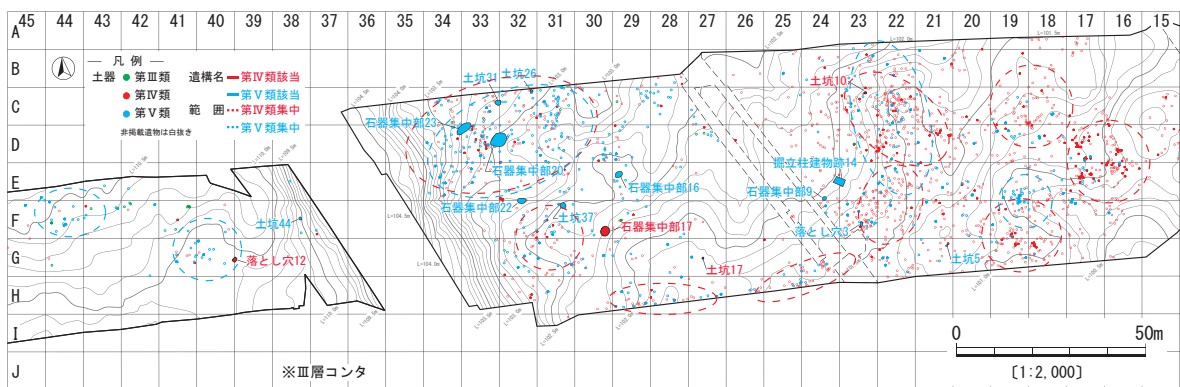 45 44 43 42 41 40 39 38 37 36 35 34 33 32 31 30 29 28 27 26 25 24 23 22 21 20 19 18 17 16 15
A
B
C
D
E
F
G
H
I
J
― 凡 例 ―
土器 第Ⅲ類 遺構名 第Ⅳ類該当
第Ⅳ類 第Ⅴ類該当
第Ⅴ類 範囲 第Ⅳ類集中
非掲載遺物は白抜き 第Ⅴ類集中
土坑31
土坑26
土坑10
石器集中部23
石器集中部20
掘立柱建物跡14
石器集中部16
石器集中部9
石器集中部22
土坑37
土坑44
石器集中部17
落とし穴3
落とし穴12
土坑17
土坑5
L=104.5m
L=104.0m
0 50m
〔1:2,000〕
※Ⅲ層コンタ